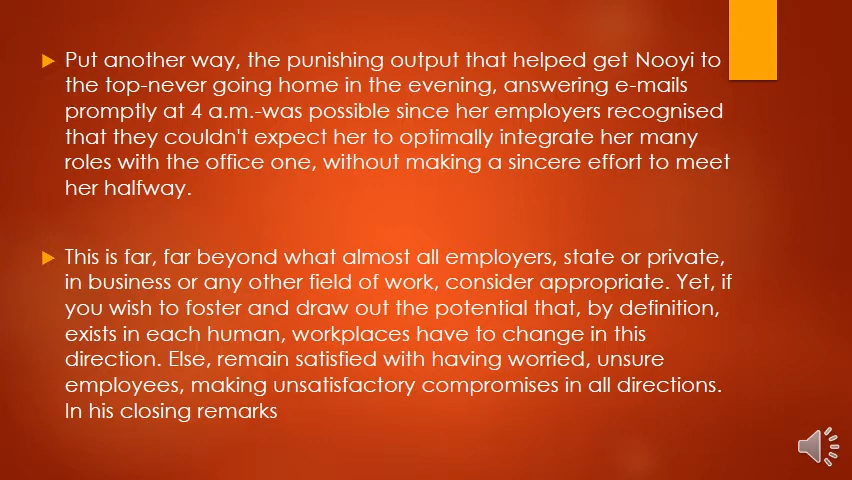 Put another way, the punishing output that helped get Nooyi to
the top-never going home in the evening, answering e-mails
promptly at 4 a.m.-was possible since her employers recognised
that they couldn't expect her to optimally integrate her many
roles with the office one, without making a sincere effort to meet
her halfway.
This is far, far beyond what almost all employers, state or private,
in business or any other field of work, consider appropriate. Yet, if
you wish to foster and draw out the potential that, by definition,
exists in each human, workplaces have to change in this
direction. Else, remain satisfied with having worried, unsure
employees, making unsatisfactory compromises in all directions.
In his closing remarks